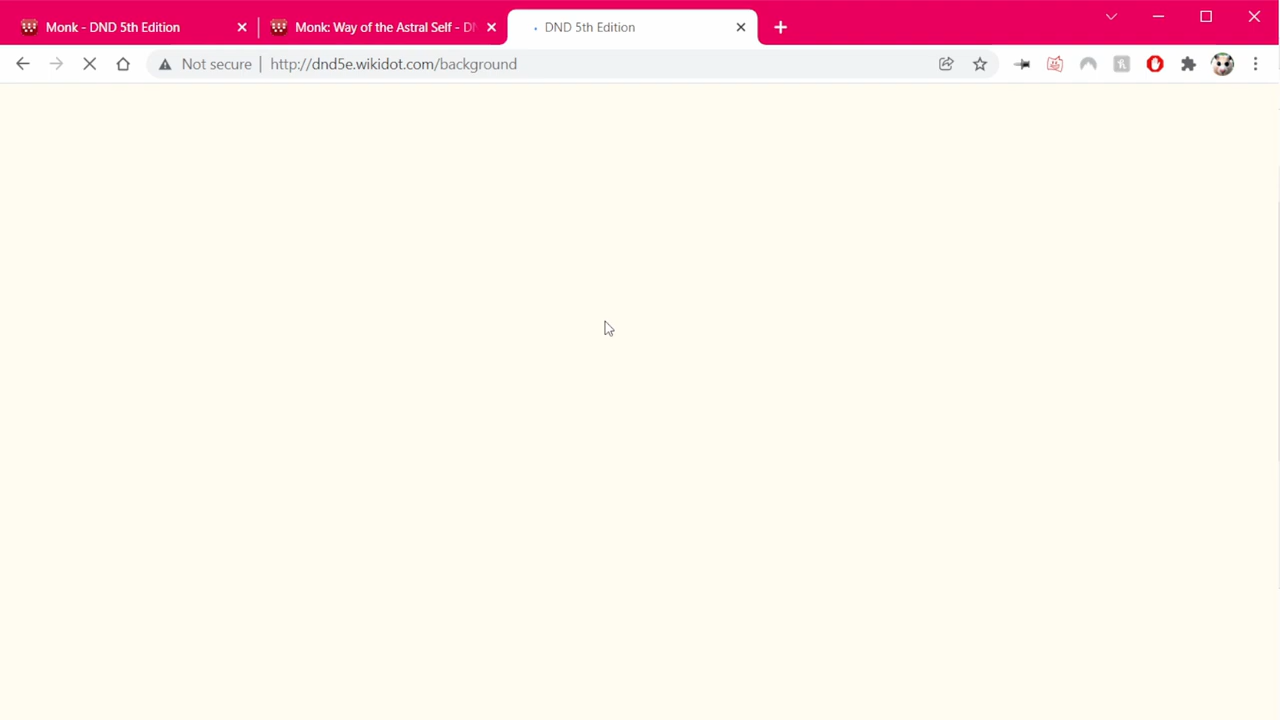 Monk - DND 5th Edition
Monk: Way of the Astral Self - DN
DND 5th Edition
Not secure
http://dnd5e.wikidot.com/background